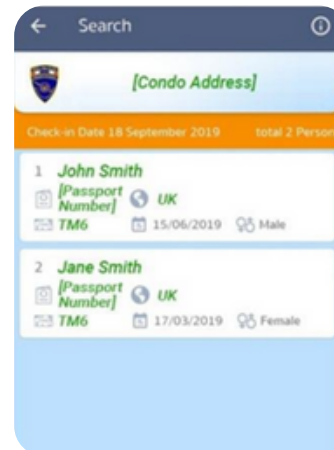 Search
[Condo Address]
Check-in Date 18 September 2019 total 2 Person
1 John Smith
[Passport Number] UK
TM6 15/06/2019 Male
2 Jane Smith
[Passport Number] UK
TM6 17/03/2019 Female